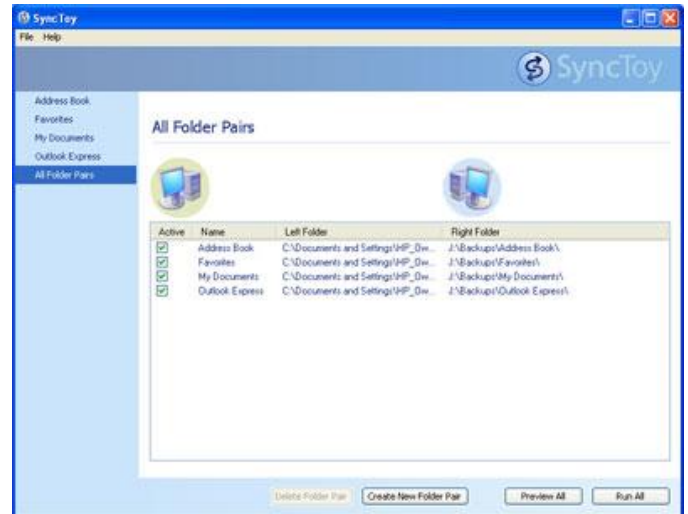 SyncToy
File Help
SyncToy
Address Book
Favorites
My Documents
Outlook Express
All Folder Pairs
All Folder Pairs
Active Name Left Folder Right Folder
Address Book C:\Documents and Settings\HP_Ow... J:\Backups\Address Book\
Favorites C:\Documents and Settings\HP_Ow... J:\Backups\Favorites\
My Documents C:\Documents and Settings\HP_Ow... J:\Backups\My Documents\
Outlook Express C:\Documents and Settings\HP_Ow... J:\Backups\Outlook Express\
Delete Folder Pair Create New Folder Pair Preview All Run All